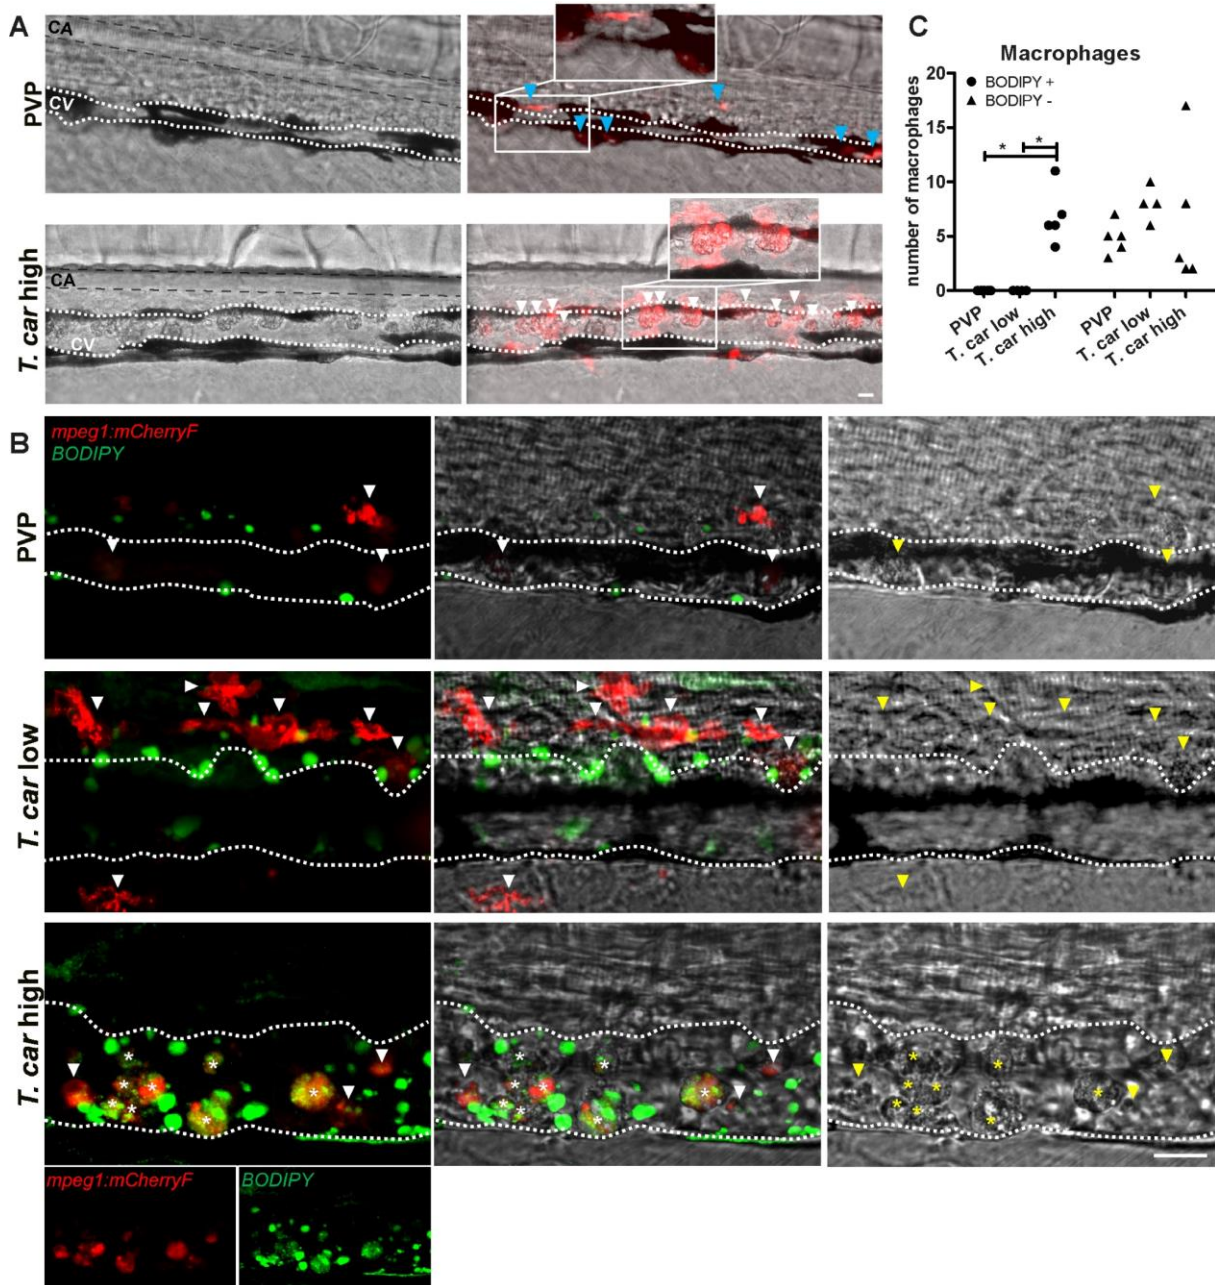 A
PVP
CA
CV
T. car high
CA
CV
C
Macrophages
number of macrophages
20
15
10
5
0
BODIPY +
BODIPY -
*
*
PVP
T. car low
T. car high
PVP
T. car low
T. car high
B
PVP
mpeg1:mCherryF
BODIPY
T. car low
T. car high
* * * * * * * *
* * * * * * * *
* * * * * * * *
mpeg1:mCherryF
BODIPY